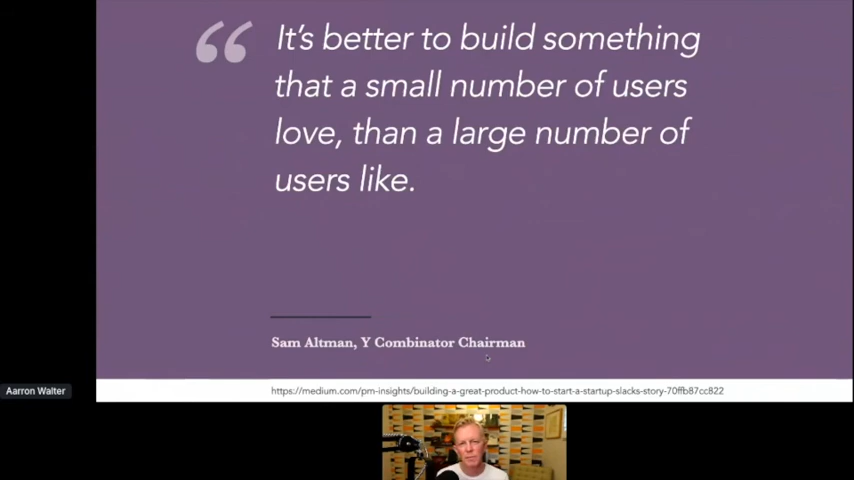 “
It’s better to build something
that a small number of users
love, than a large number of
users like.
Sam Altman, Y Combinator Chairman
Aarron Walter
https://medium.com/pm-insights/building-a-great-product-how-to-start-a-startup-slacks-story-70ffb87cc822